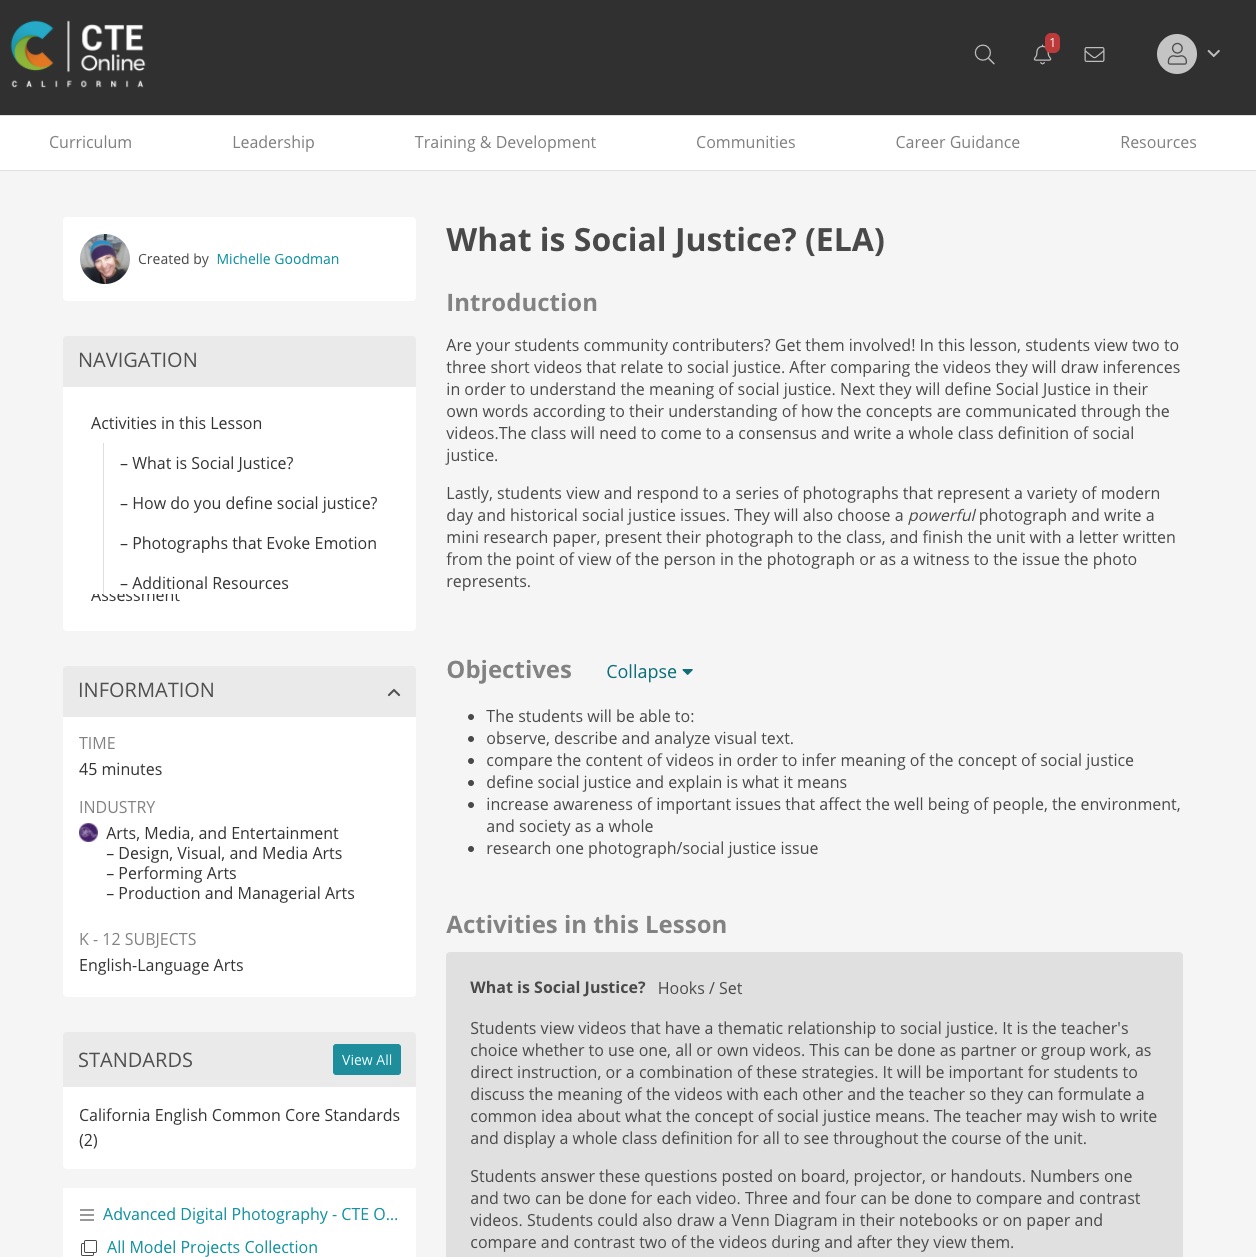 CTE
Online
CALIFORNIA
1
Curriculum
Leadership
Training & Development
Communities
Career Guidance
Resources
Created by Michelle Goodman
NAVIGATION
Activities in this Lesson
– What is Social Justice?
– How do you define social justice?
– Photographs that Evoke Emotion
– Additional Resources
Assessment
INFORMATION
TIME
45 minutes
INDUSTRY
Arts, Media, and Entertainment
– Design, Visual, and Media Arts
– Performing Arts
– Production and Managerial Arts
K - 12 SUBJECTS
English-Language Arts
STANDARDS
View All
California English Common Core Standards
(2)
Advanced Digital Photography - CTE O...
All Model Projects Collection
What is Social Justice? (ELA)
Introduction
Are your students community contributers? Get them involved! In this lesson, students view two to
three short videos that relate to social justice. After comparing the videos they will draw inferences
in order to understand the meaning of social justice. Next they will define Social Justice in their
own words according to their understanding of how the concepts are communicated through the
videos.The class will need to come to a consensus and write a whole class definition of social
justice.
Lastly, students view and respond to a series of photographs that represent a variety of modern
day and historical social justice issues. They will also choose a powerful photograph and write a
mini research paper, present their photograph to the class, and finish the unit with a letter written
from the point of view of the person in the photograph or as a witness to the issue the photo
represents.
Objectives
Collapse
• The students will be able to:
• observe, describe and analyze visual text.
• compare the content of videos in order to infer meaning of the concept of social justice
• define social justice and explain is what it means
• increase awareness of important issues that affect the well being of people, the environment,
and society as a whole
• research one photograph/social justice issue
Activities in this Lesson
What is Social Justice? Hooks / Set
Students view videos that have a thematic relationship to social justice. It is the teacher's
choice whether to use one, all or own videos. This can be done as partner or group work, as
direct instruction, or a combination of these strategies. It will be important for students to
discuss the meaning of the videos with each other and the teacher so they can formulate a
common idea about what the concept of social justice means. The teacher may wish to write
and display a whole class definition for all to see throughout the course of the unit.
Students answer these questions posted on board, projector, or handouts. Numbers one
and two can be done for each video. Three and four can be done to compare and contrast
videos. Students could also draw a Venn Diagram in their notebooks or on paper and
compare and contrast two of the videos during and after they view them.